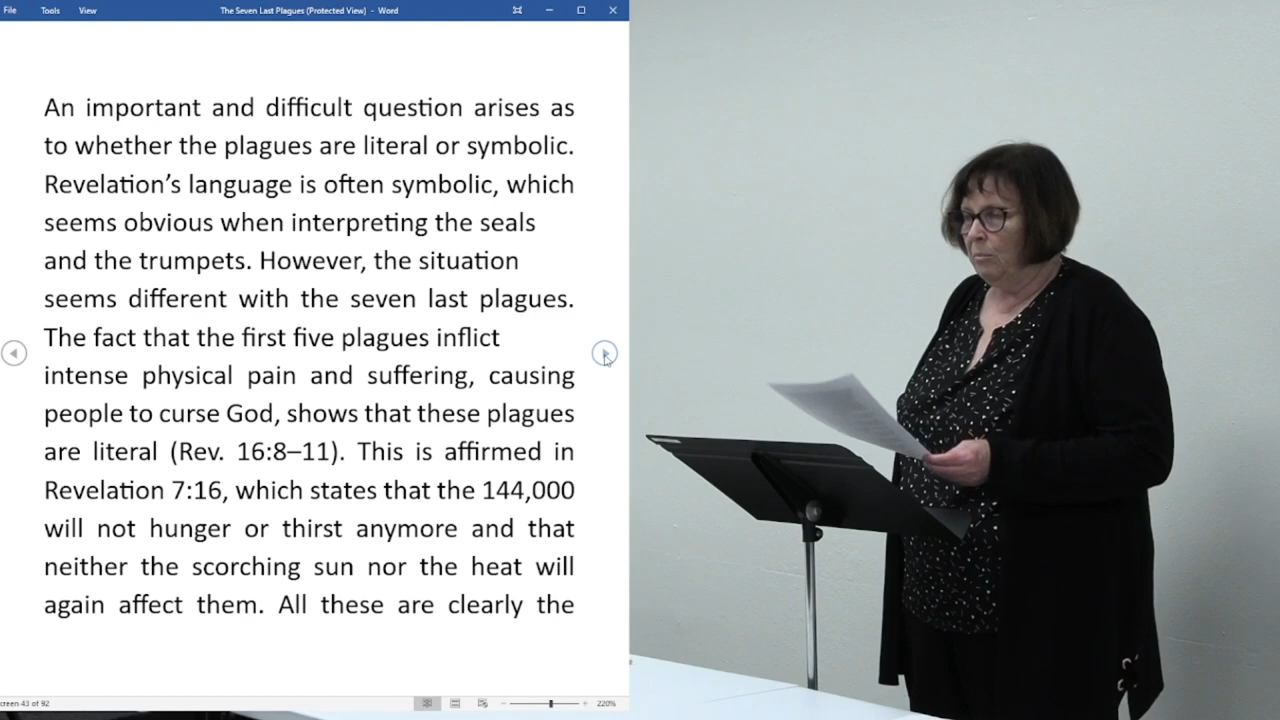 File Tools View The Seven Last Plagues (Protected View) - Word
An important and difficult question arises as
to whether the plagues are literal or symbolic.
Revelation’s language is often symbolic, which
seems obvious when interpreting the seals
and the trumpets. However, the situation
seems different with the seven last plagues.
The fact that the first five plagues inflict
intense physical pain and suffering, causing
people to curse God, shows that these plagues
are literal (Rev. 16:8–11). This is affirmed in
Revelation 7:16, which states that the 144,000
will not hunger or thirst anymore and that
neither the scorching sun nor the heat will
again affect them. All these are clearly the
creen 43 of 92 220%